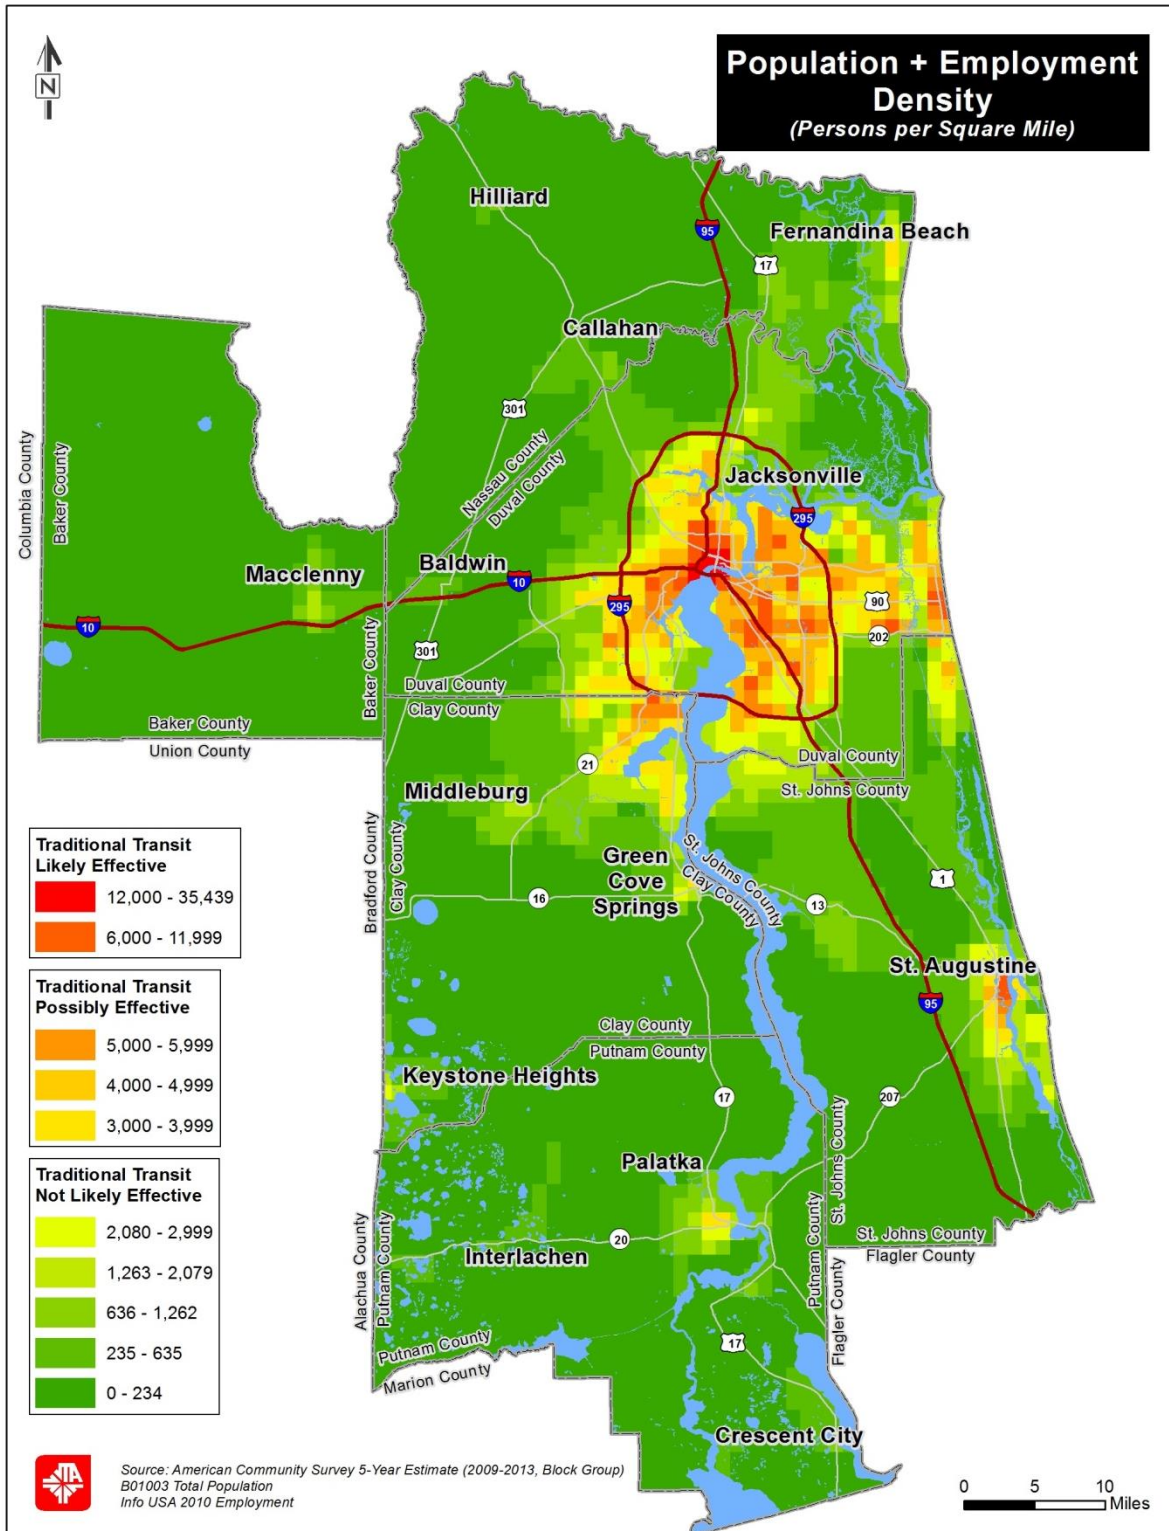 Population + Employment
Density
(Persons per Square Mile)
N
Hilliard
95
Fernandina Beach
17
Callahan
301
Nassau County
Duval County
Jacksonville
295
Columbia County
Baker County
Macclenny
Baldwin
10
295
90
10
301
202
Baker County
Duval County
Clay County
Baker County
Union County
21
Duval County
St. Johns County
Middleburg
Bradford County
Clay County
St. Johns County
Clay County
Green
Cove
Springs
16
13
1
St. Augustine
95
Clay County
Putnam County
Keystone Heights
17
207
Palatka
St. Johns County
Putnam County
Flagler County
20
Interlachen
St. Johns County
Flagler County
Alachua County
Putnam County
17
Putnam County
Marion County
Crescent City
Traditional Transit
Likely Effective
12,000 - 35,439
6,000 - 11,999
Traditional Transit
Possibly Effective
5,000 - 5,999
4,000 - 4,999
3,000 - 3,999
Traditional Transit
Not Likely Effective
2,080 - 2,999
1,263 - 2,079
636 - 1,262
235 - 635
0 - 234
JTA
Source: American Community Survey 5-Year Estimate (2009-2013, Block Group)
B01003 Total Population
Info USA 2010 Employment
0 5 10
Miles